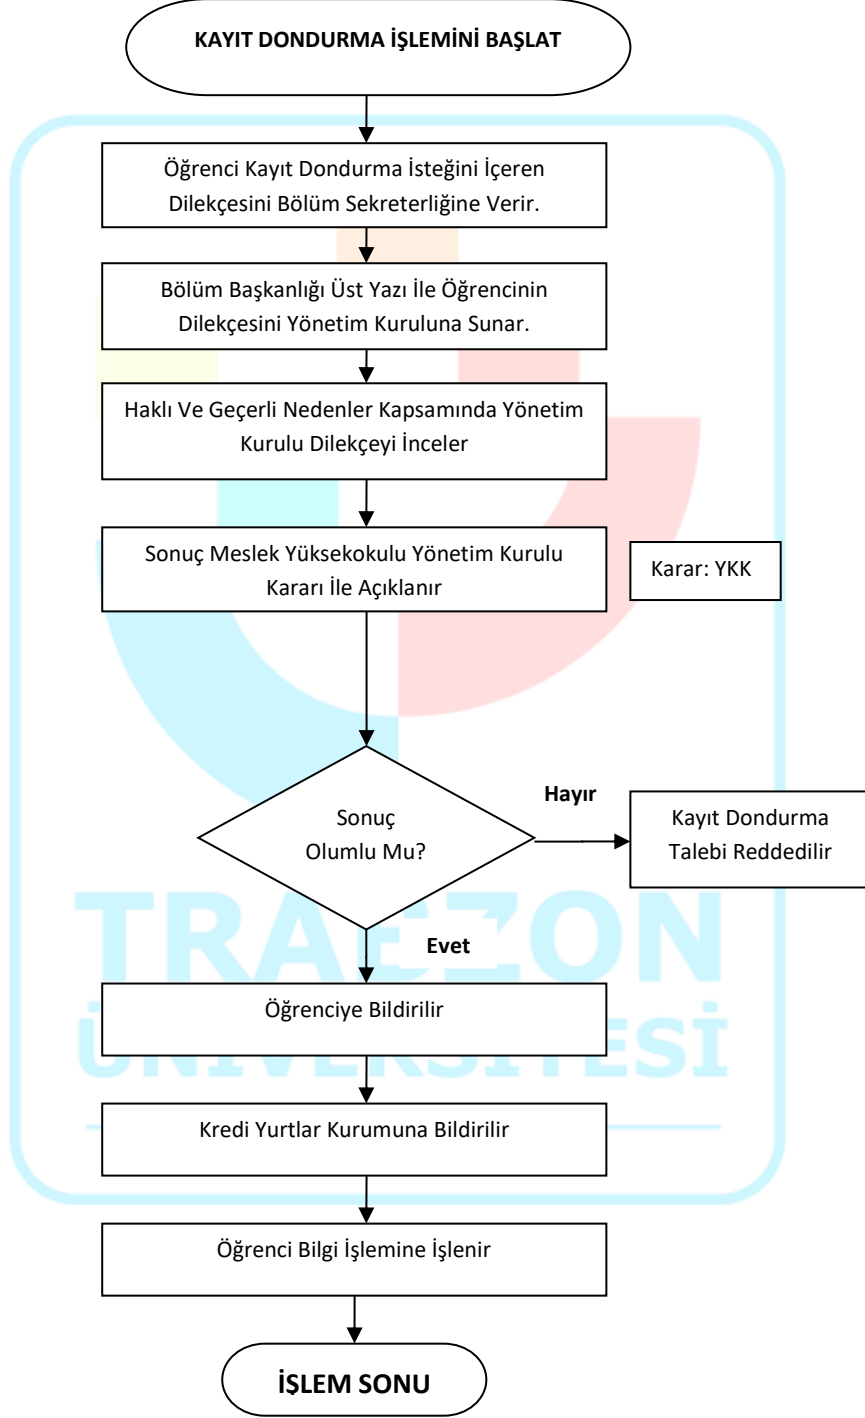 KAYIT DONDURMA İŞLEMİNİ BAŞLAT
Öğrenci Kayıt Dondurma İsteğini İçeren
Dilekçesini Bölüm Sekreterliğine Verir.
Bölüm Başkanlığı Üst Yazı İle Öğrencinin
Dilekçesini Yönetim Kuruluna Sunar.
Haklı Ve Geçerli Nedenler Kapsamında Yönetim
Kurulu Dilekçeyi İnceler
Sonuç Meslek Yüksekokulu Yönetim Kurulu
Kararı İle Açıklanır
Karar: YKK
Sonuç
Olumlu Mu?
Hayır
Kayıt Dondurma
Talebi Reddedilir
Evet
TRABZON
ÜNİVERSİTESİ
Öğrenciye Bildirilir
Kredi Yurtlar Kurumuna Bildirilir
Öğrenci Bilgi İşlemine İşlenir
İŞLEM SONU